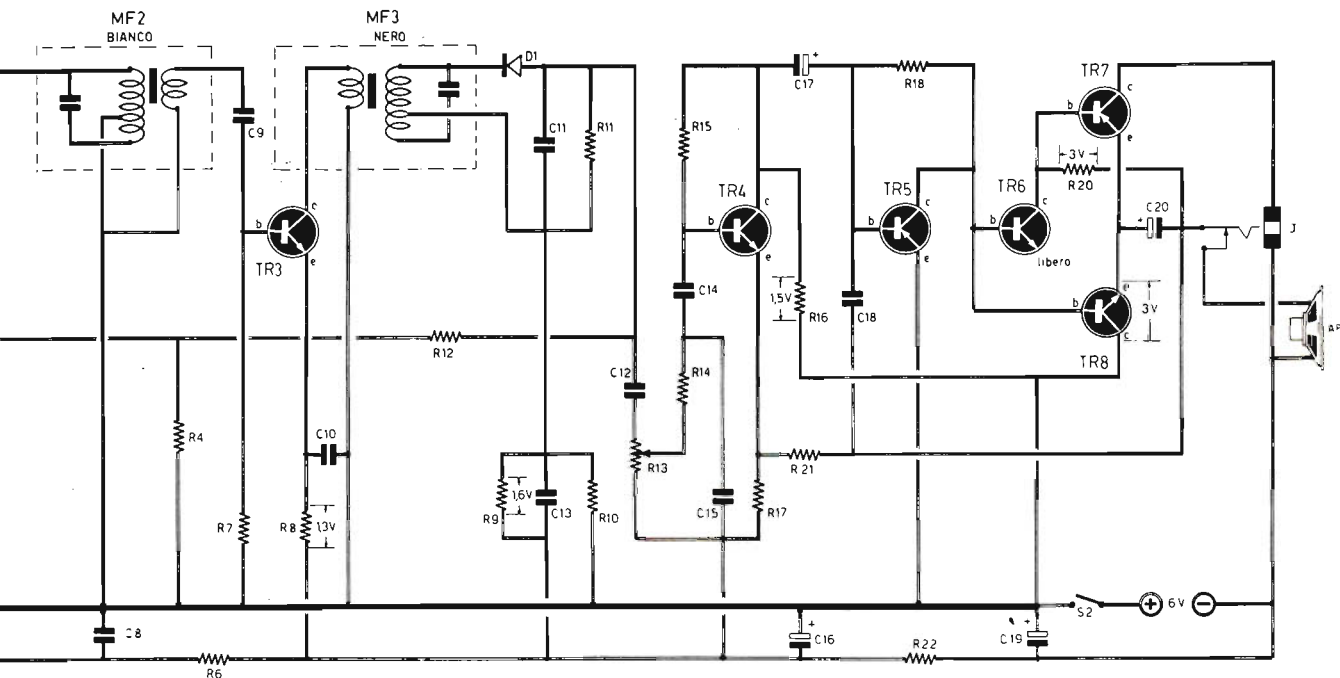 MF2
BIANCO
MF3
NERO
D1
C9
C11
R11
R15
C17
R18
TR7
b
c
e
3V
R20
TR3
b
c
e
TR4
b
c
e
TR5
b
c
e
TR6
b
c
libero
C20
J
C14
1,5V
R16
C18
b
e
c
3V
TR8
R12
C12
R14
R4
C10
R13
R21
R7
R8
1,3V
R9
1,6V
C13
R10
C15
R17
C8
R6
C16
R22
C19
S2
+ 6V −